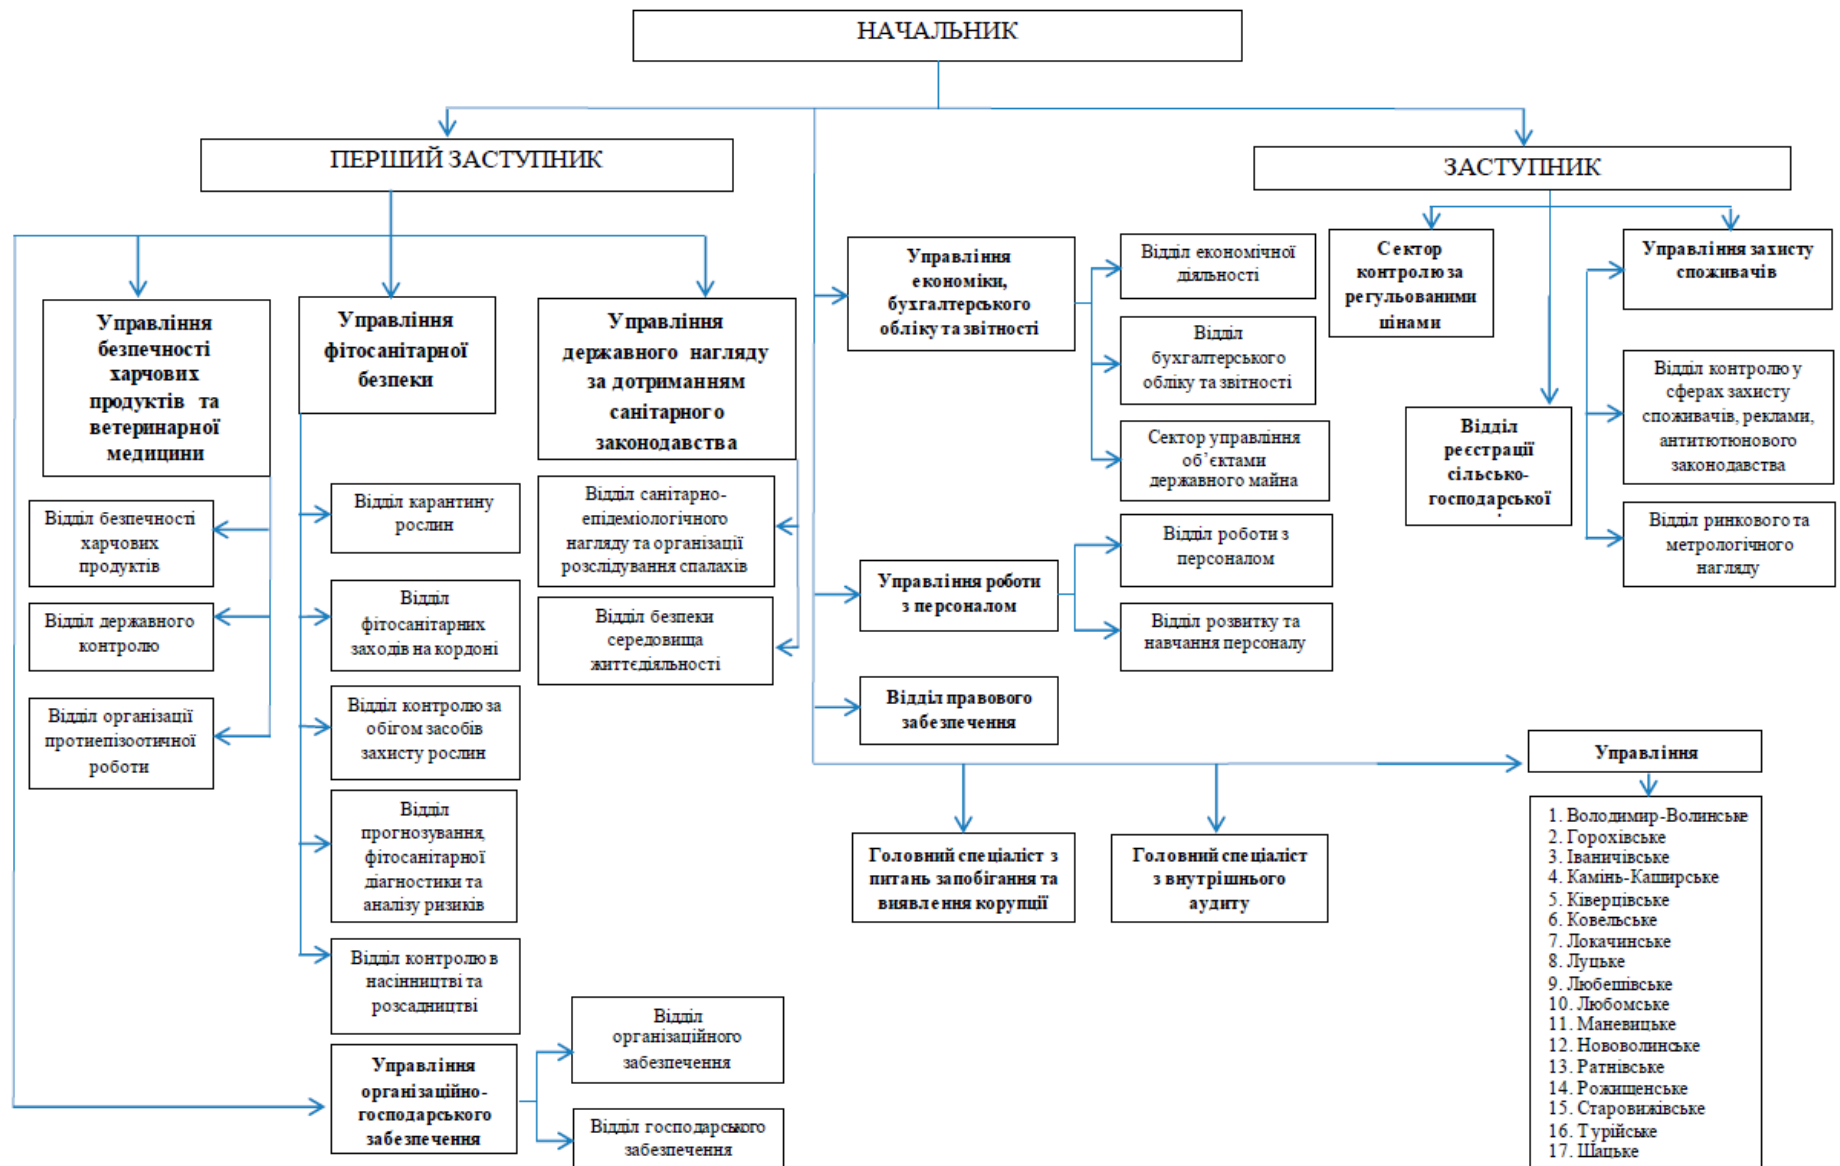 НАЧАЛЬНИК
ПЕРШИЙ ЗАСТУПНИК
ЗАСТУПНИК
Управління
безпечності
харчових
продуктів та
ветеринарної
медицини
Відділ безпечності
харчових
продуктів
Відділ державного
контролю
Відділ організації
протиепізоотичної
роботи
Управління
фітосанітарної
безпеки
Відділ карантину
рослин
Відділ
фітосанітарних
заходів на кордоні
Відділ контролю за
обігом засобів
захисту рослин
Відділ
прогнозування,
фітосанітарної
діагностики та
аналізу ризиків
Відділ контролю в
насінництві та
розсадництві
Управління
державного нагляду
за дотриманням
санітарного
законодавства
Відділ санітарно-
епідеміологічного
нагляду та організації
розслідування спалахів
Відділ безпеки
середовища
життєдіяльності
Управління
організаційно-
господарського
забезпечення
Відділ
організаційного
забезпечення
Відділ господарського
забезпечення
Управління
економіки,
бухгалтерського
обліку та звітності
Відділ економічної
діяльності
Відділ
бухгалтерського
обліку та звітності
Сектор управління
об’єктами
державного майна
Управління роботи
з персоналом
Відділ роботи з
персоналом
Відділ розвитку та
навчання персоналу
Відділ правового
забезпечення
Головний спеціаліст з
питань запобігання та
виявлення корупції
Головний спеціаліст
з внутрішнього
аудиту
Сектор
контролю за
регульованими
цінами
Відділ
реєстрації
сільсько-
господарської
Управління захисту
споживачів
Відділ контролю у
сферах захисту
споживачів, реклами,
антитютюнового
законодавства
Відділ ринкового та
метрологічного
нагляду
Управління
1. Володимир-Волинське
2. Горохівське
3. Іваничівське
4. Камінь-Каширське
5. Ківерцівське
6. Ковельське
7. Локачинське
8. Луцьке
9. Любешівське
10. Любомське
11. Маневицьке
12. Нововолинське
13. Ратнівське
14. Рожищенське
15. Старовижівське
16. Турійське
17. Шацьке